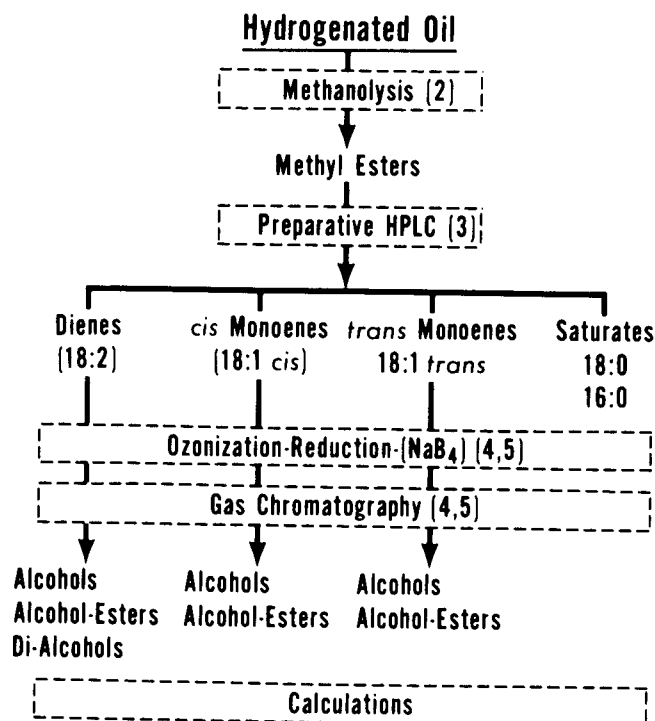 Hydrogenated Oil
Methanolysis (2)
Methyl Esters
Preparative HPLC (3)
Dienes
(18:2)
cis Monoenes
(18:1 cis)
trans Monoenes
18:1 trans
Saturates
18:0
16:0
Ozonization-Reduction-(NaB₄) (4,5)
Gas Chromatography (4,5)
Alcohols
Alcohol-Esters
Di-Alcohols
Alcohols
Alcohol-Esters
Alcohols
Alcohol-Esters
Calculations